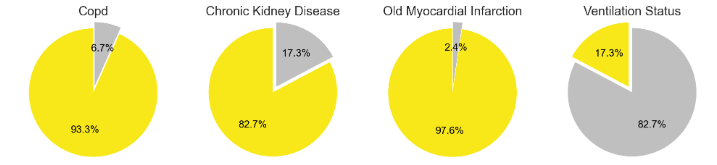 Copd
6.7%
93.3%
Chronic Kidney Disease
17.3%
82.7%
Old Myocardial Infarction
2.4%
97.6%
Ventilation Status
17.3%
82.7%